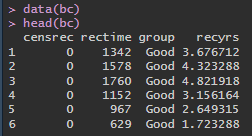 > data(bc)
> head(bc)
  censrec rectime group   recyrs
1       0    1342  Good 3.676712
2       0    1578  Good 4.323288
3       0    1760  Good 4.821918
4       0    1152  Good 3.156164
5       0     967  Good 2.649315
6       0     629  Good 1.723288